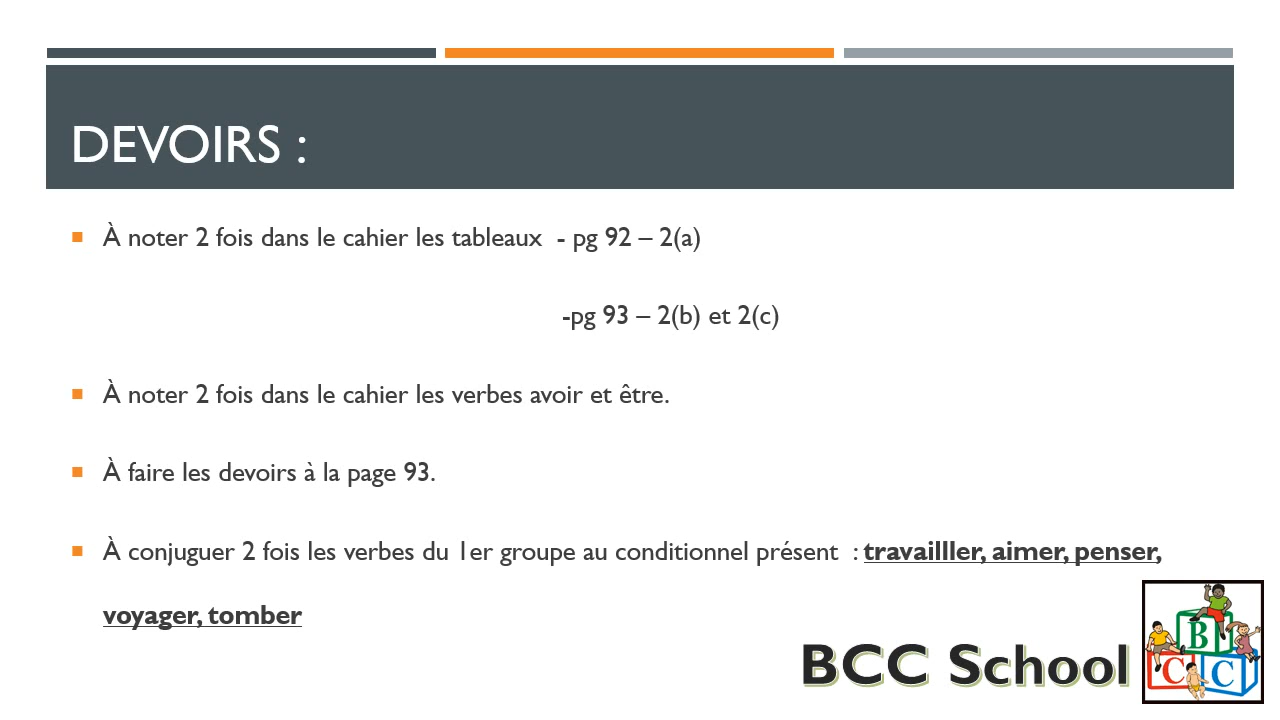 DEVOIRS :
À noter 2 fois dans le cahier les tableaux - pg 92 – 2(a)
-pg 93 – 2(b) et 2(c)
À noter 2 fois dans le cahier les verbes avoir et être.
À faire les devoirs à la page 93.
À conjuguer 2 fois les verbes du 1er groupe au conditionnel présent : travailller, aimer, penser,
voyager, tomber
BCC School
B
C C